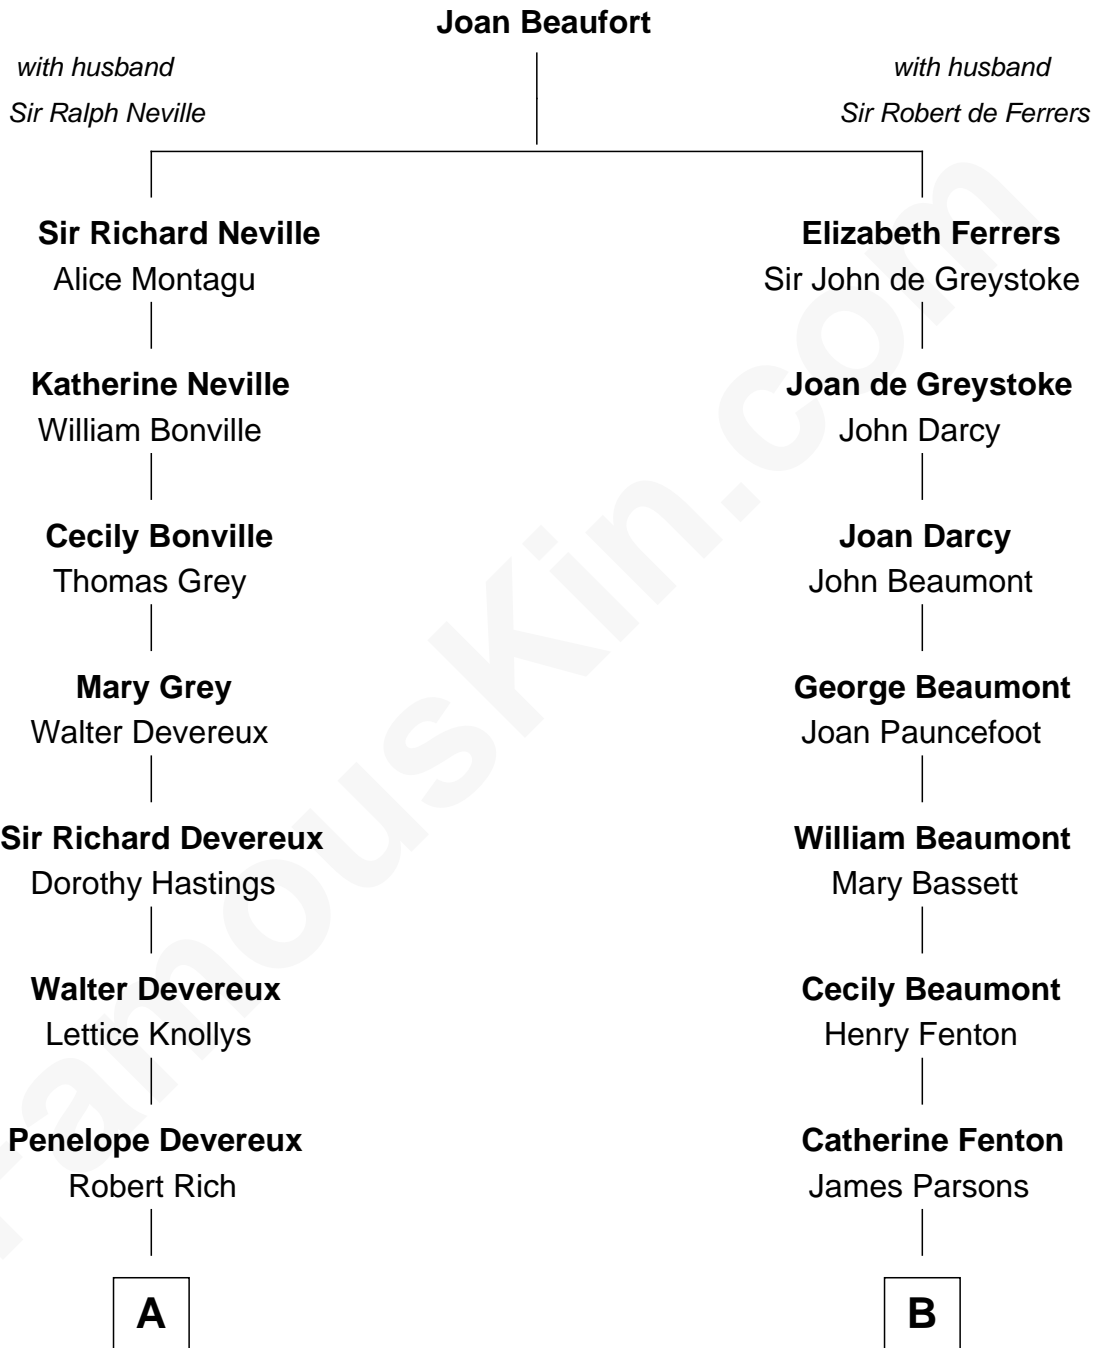 Joan Beaufort
with husband
Sir Ralph Neville
with husband
Sir Robert de Ferrers
Sir Richard Neville
Alice Montagu
Elizabeth Ferrers
Sir John de Greystoke
Katherine Neville
William Bonville
Joan de Greystoke
John Darcy
Cecily Bonville
Thomas Grey
Joan Darcy
John Beaumont
Mary Grey
Walter Devereux
George Beaumont
Joan Pauncefoot
Sir Richard Devereux
Dorothy Hastings
William Beaumont
Mary Bassett
Walter Devereux
Lettice Knollys
Cecily Beaumont
Henry Fenton
Penelope Devereux
Robert Rich
Catherine Fenton
James Parsons
A
B
FamousKin.com